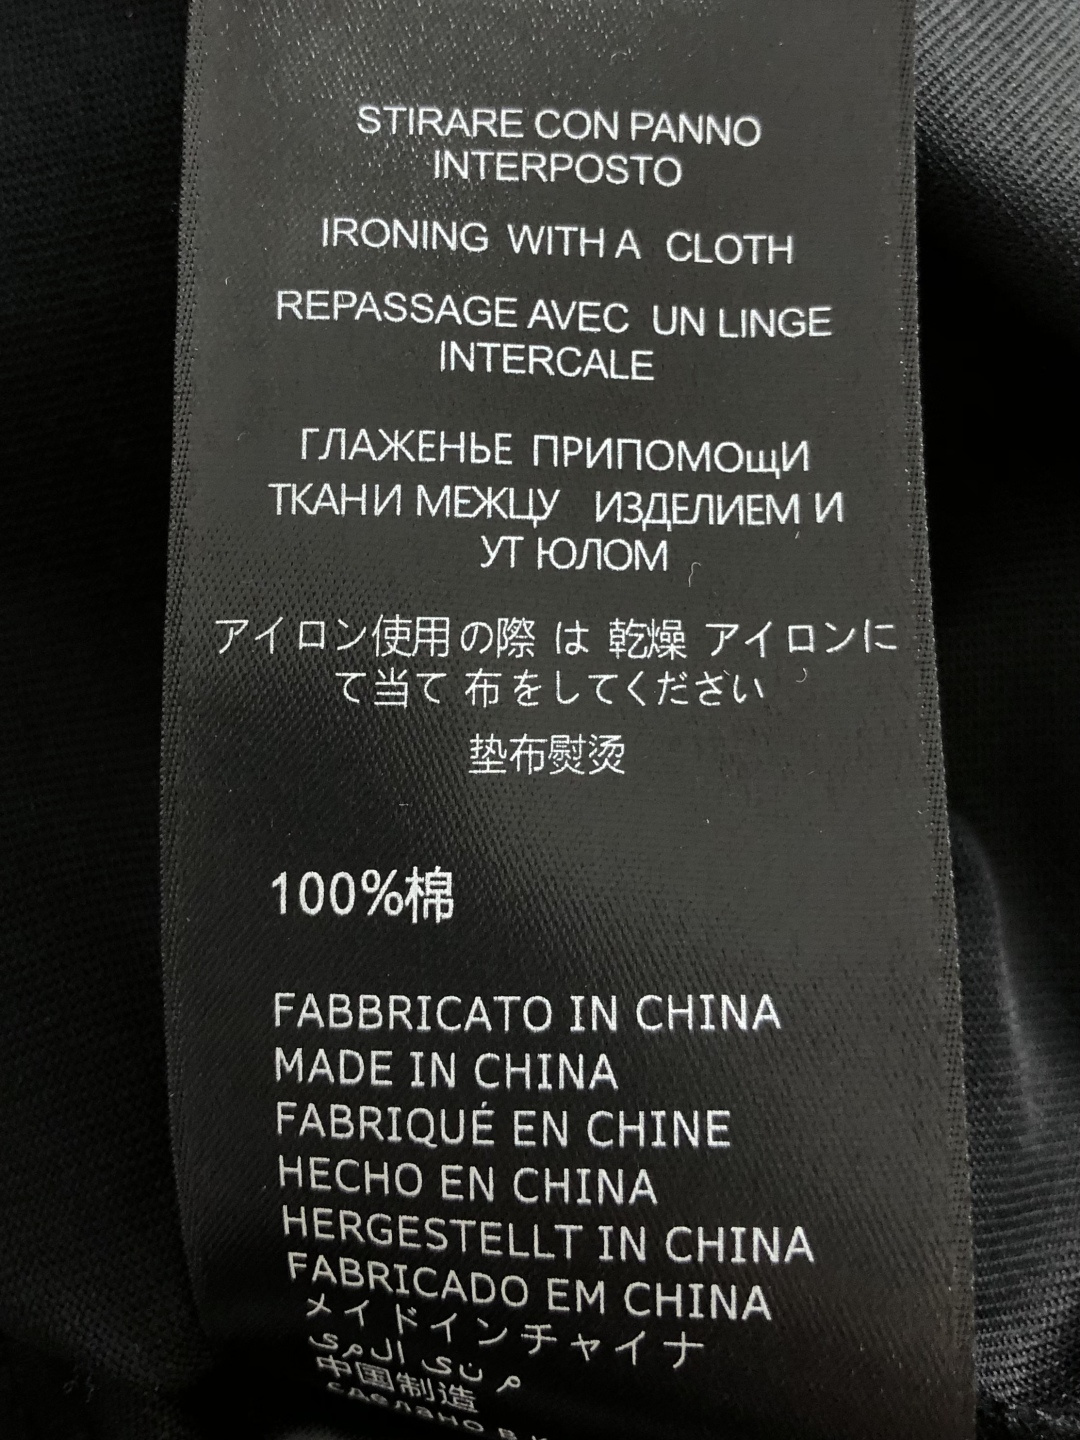 STIRARE CON PANNO
INTERPOSTO
IRONING WITH A CLOTH
REPASSAGE AVEC UN LINGE
INTERCALE
ГЛАЖЕНЬЕ ПРИПОМОщИ
ТКАНИ МЕЖЦУ ИЗДЕЛИЕМ И
УТ ЮЛОМ
アイロン使用の際 は 乾燥 アイロンに
て当て 布をしてください
垫布熨烫
100%棉
FABBRICATO IN CHINA
MADE IN CHINA
FABRIQUÉ EN CHINE
HECHO EN CHINA
HERGESTELLT IN CHINA
FABRICADO EM CHINA
メイドインチャイナ
中国制造
сделано в